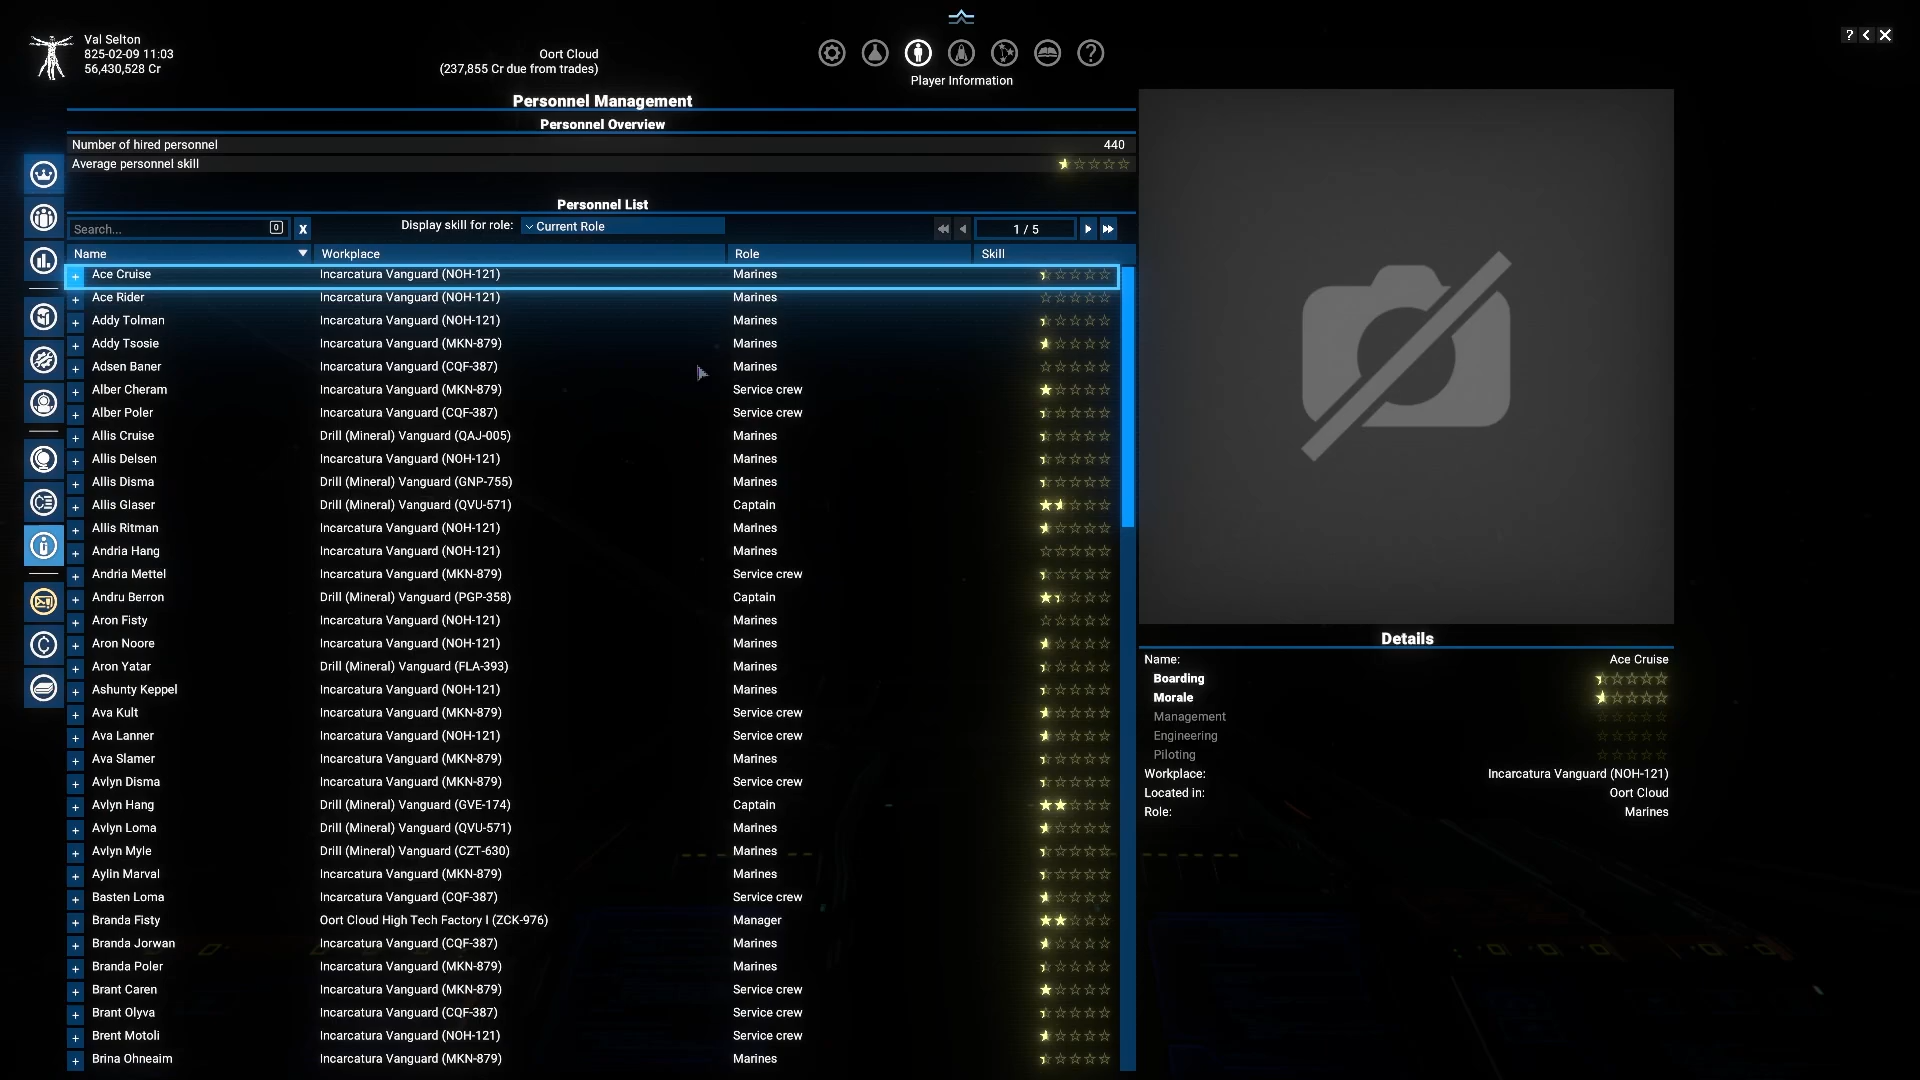 Val Selton
825-02-09 11:03
56,430,528 Cr
Oort Cloud
(237,855 Cr due from trades)
Player Information
? < X
Personnel Management
Personnel Overview
Number of hired personnel 440
Average personnel skill
Personnel List
Search... 0 X Display skill for role: Current Role 1 / 5
Name Workplace Role Skill
Ace Cruise Incarcatura Vanguard (NOH-121) Marines
Ace Rider Incarcatura Vanguard (NOH-121) Marines
Addy Tolman Incarcatura Vanguard (NOH-121) Marines
Addy Tsosie Incarcatura Vanguard (MKN-879) Marines
Adsen Baner Incarcatura Vanguard (CQF-387) Marines
Alber Cheram Incarcatura Vanguard (MKN-879) Service crew
Alber Poler Incarcatura Vanguard (CQF-387) Service crew
Allis Cruise Drill (Mineral) Vanguard (QAJ-005) Marines
Allis Delsen Incarcatura Vanguard (NOH-121) Marines
Allis Disma Drill (Mineral) Vanguard (GNP-755) Marines
Allis Glaser Drill (Mineral) Vanguard (QVU-571) Captain
Allis Ritman Incarcatura Vanguard (NOH-121) Marines
Andria Hang Incarcatura Vanguard (NOH-121) Marines
Andria Mettel Incarcatura Vanguard (MKN-879) Service crew
Andru Berron Drill (Mineral) Vanguard (PGP-358) Captain
Aron Fisty Incarcatura Vanguard (NOH-121) Marines
Aron Noore Incarcatura Vanguard (NOH-121) Marines
Aron Yatar Drill (Mineral) Vanguard (FLA-393) Marines
Ashunty Keppel Incarcatura Vanguard (NOH-121) Marines
Ava Kult Incarcatura Vanguard (MKN-879) Service crew
Ava Lanner Incarcatura Vanguard (NOH-121) Service crew
Ava Slamer Incarcatura Vanguard (MKN-879) Marines
Avlyn Disma Incarcatura Vanguard (MKN-879) Service crew
Avlyn Hang Drill (Mineral) Vanguard (GVE-174) Captain
Avlyn Loma Drill (Mineral) Vanguard (QVU-571) Marines
Avlyn Myle Drill (Mineral) Vanguard (CZT-630) Marines
Aylin Marval Incarcatura Vanguard (MKN-879) Marines
Basten Loma Incarcatura Vanguard (CQF-387) Service crew
Branda Fisty Oort Cloud High Tech Factory I (ZCK-976) Manager
Branda Jorwan Incarcatura Vanguard (CQF-387) Marines
Branda Poler Incarcatura Vanguard (MKN-879) Marines
Brant Caren Incarcatura Vanguard (MKN-879) Service crew
Brant Olyva Incarcatura Vanguard (CQF-387) Service crew
Brent Motoli Incarcatura Vanguard (NOH-121) Service crew
Brina Ohneaim Incarcatura Vanguard (MKN-879) Marines
Details
Name: Ace Cruise
Boarding
Morale
Management
Engineering
Piloting
Workplace: Incarcatura Vanguard (NOH-121)
Located in: Oort Cloud
Role: Marines